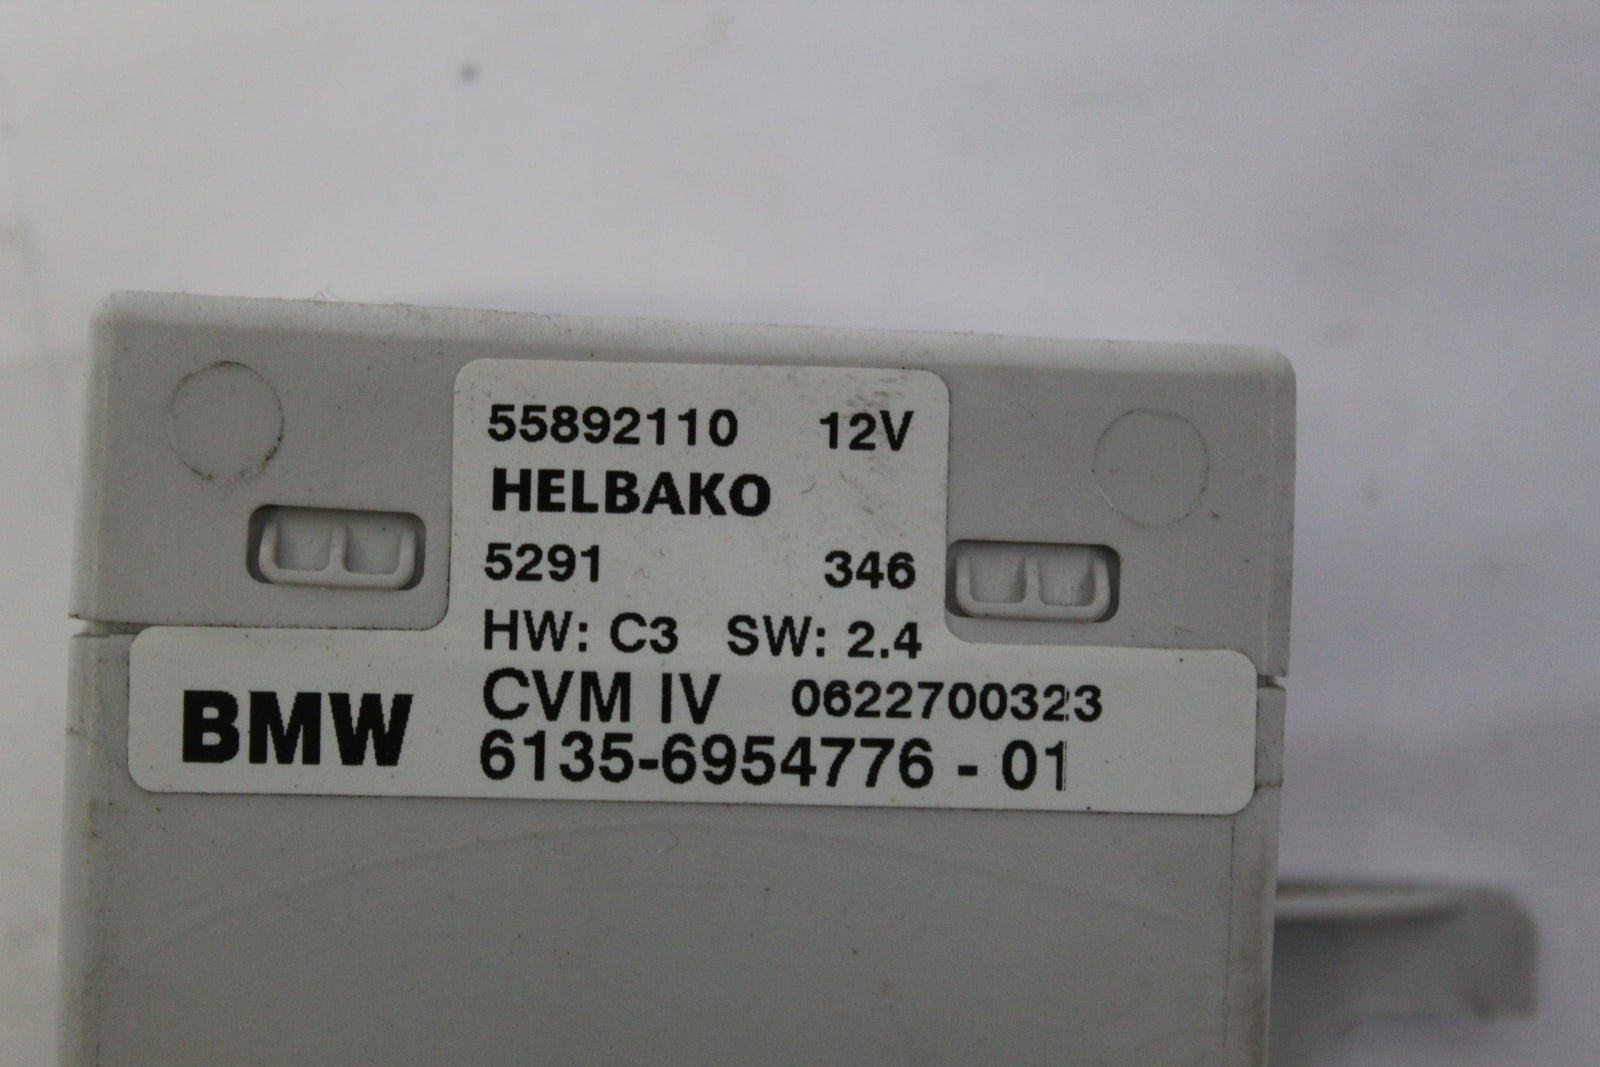 55892110 12V
HELBAKO
5291 346
HW: C3 SW: 2.4
BMW CVM IV 0622700323
6135-6954776 - 01